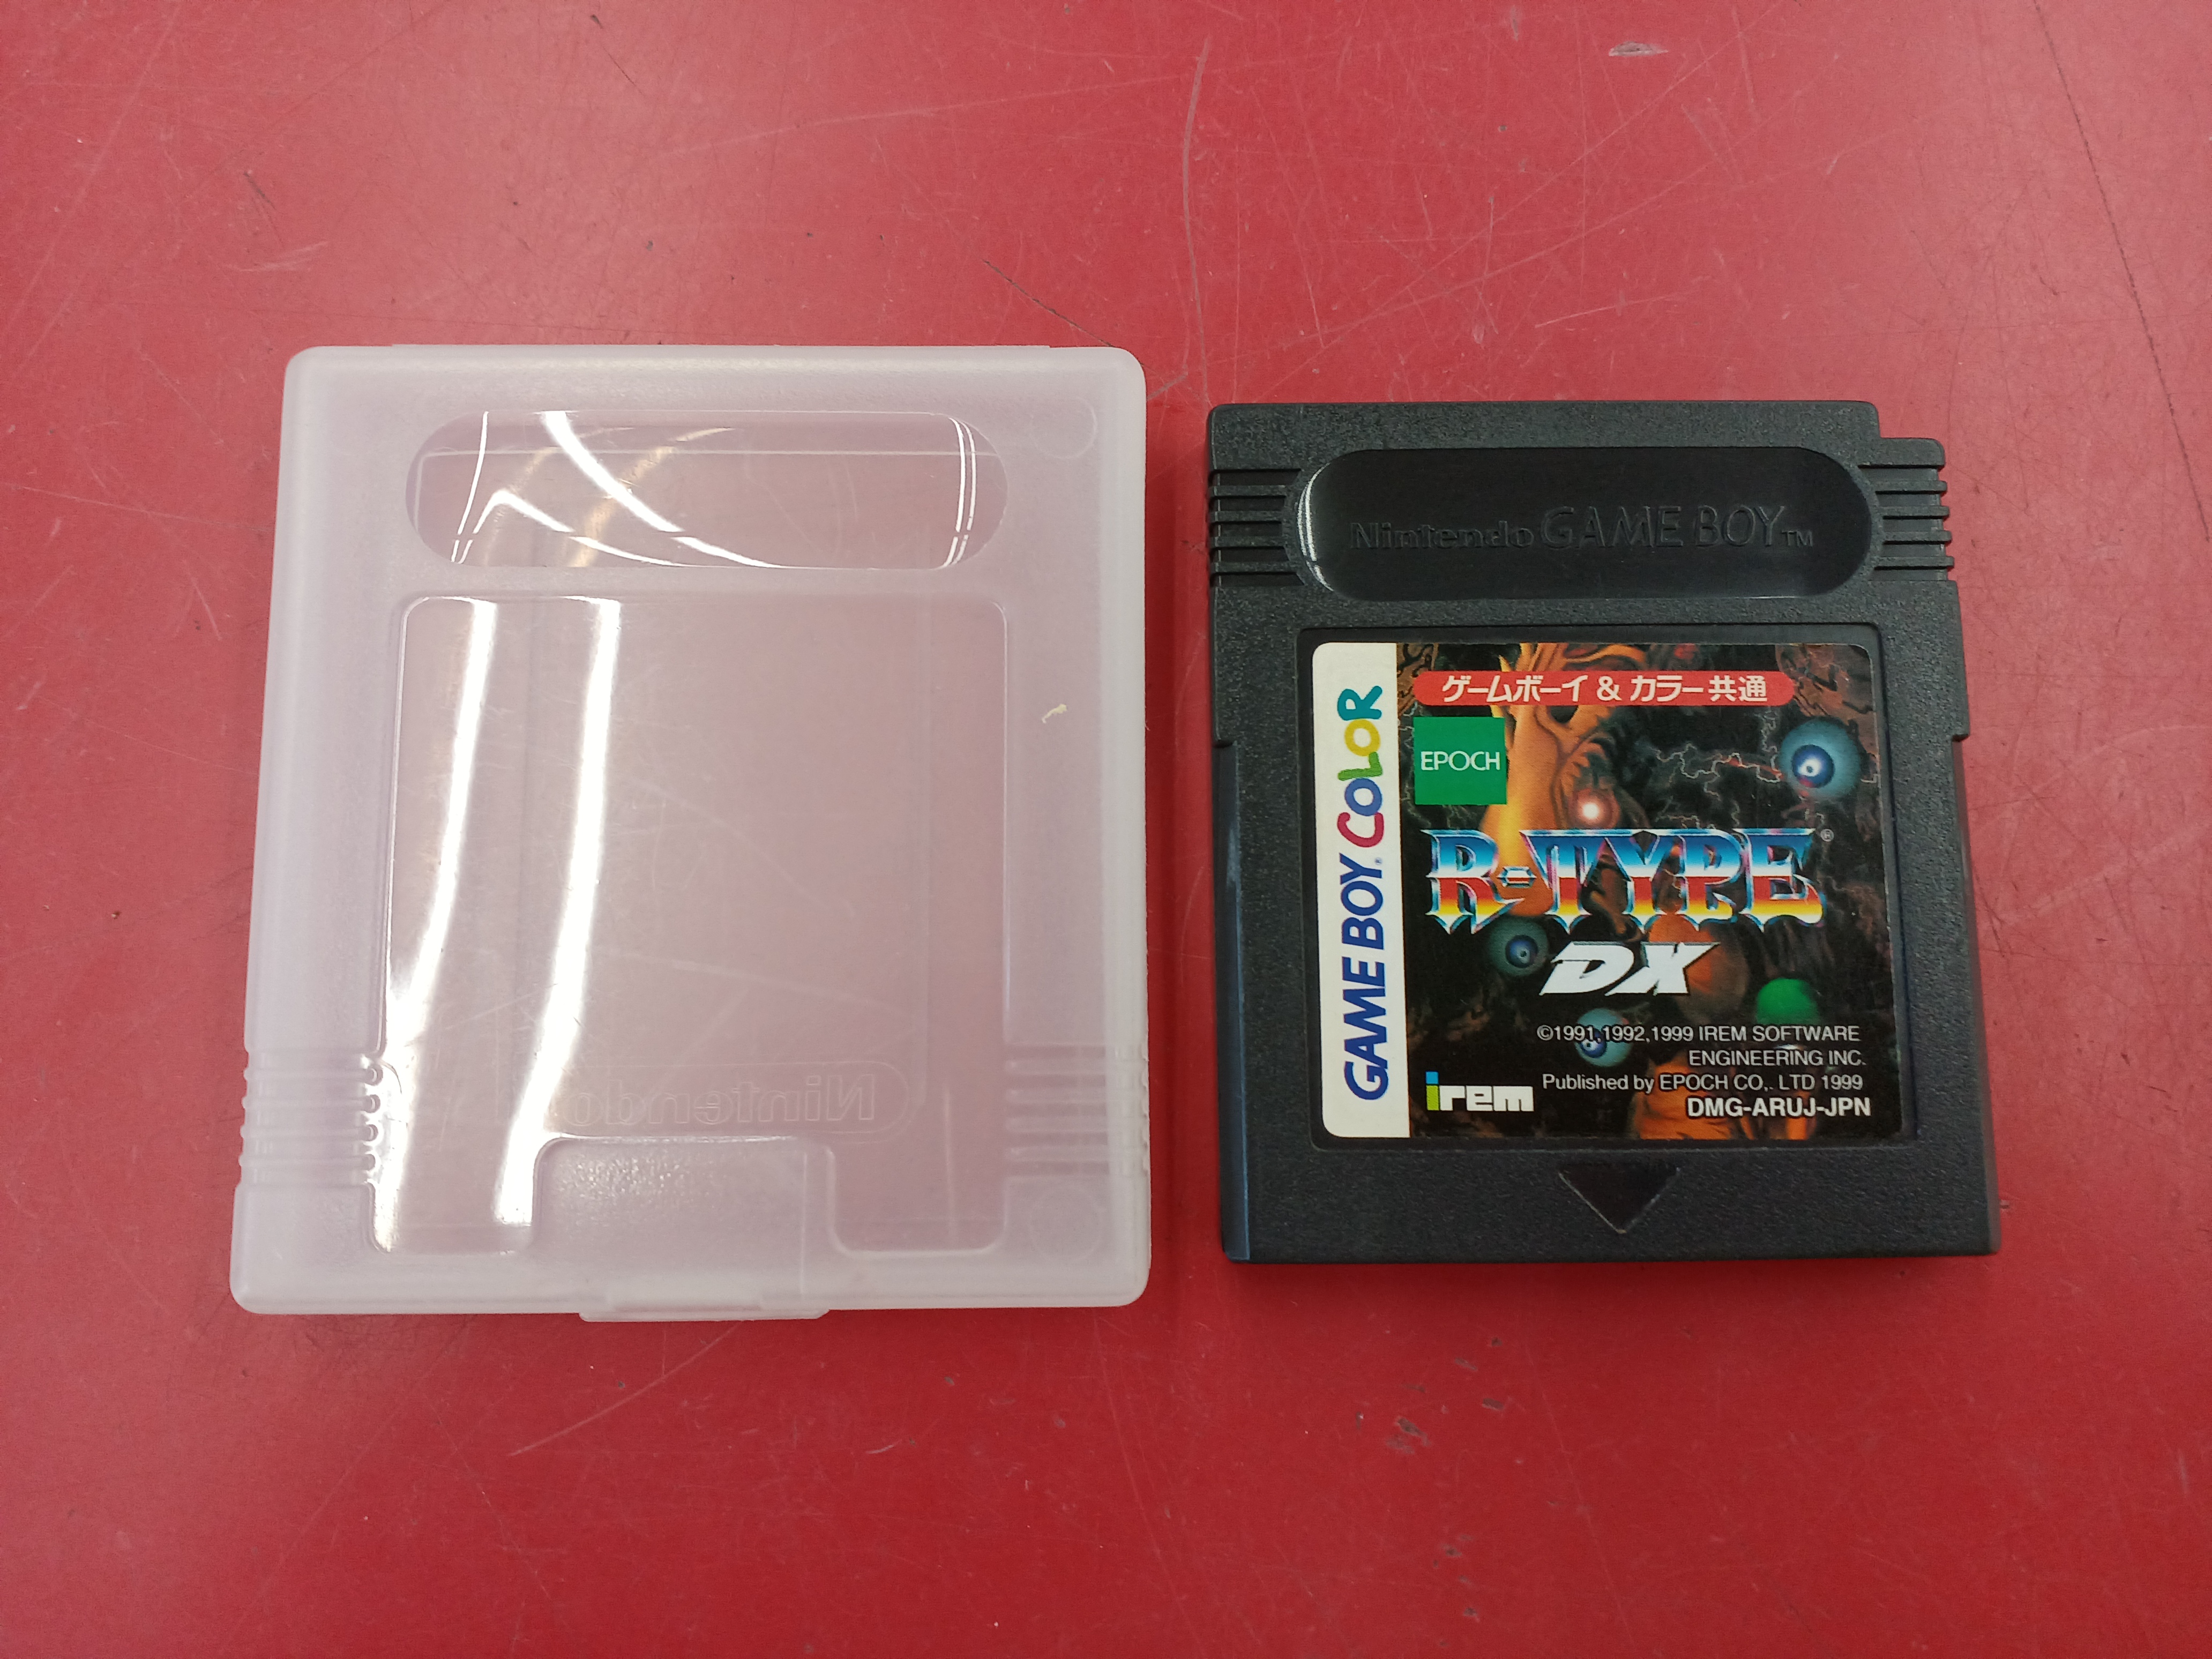 Nintendo
Nintendo GAME BOY™
GAME BOY COLOR
ゲームボーイ & カラー共通
EPOCH
R-TYPE®
DX
©1991,1992,1999 IREM SOFTWARE
ENGINEERING INC.
irem
Published by EPOCH CO,. LTD 1999
DMG-ARUJ-JPN